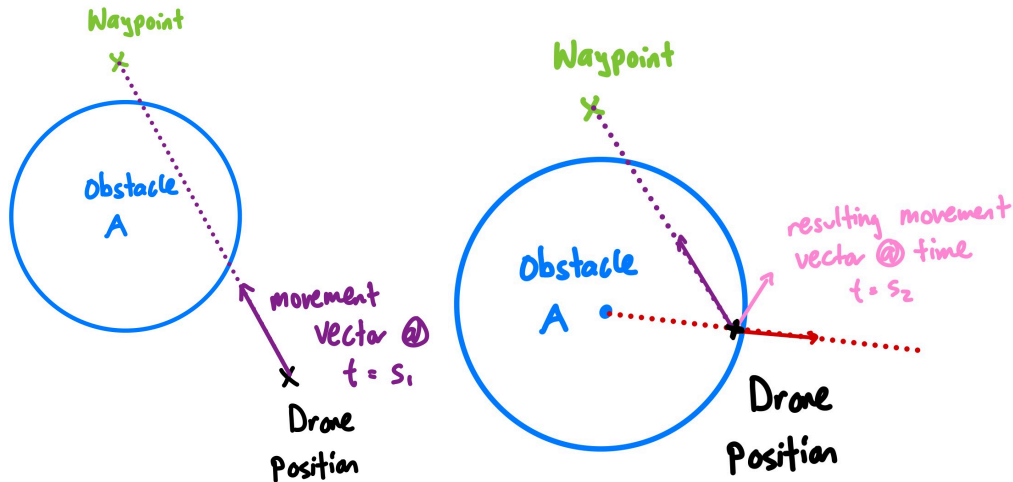 Waypoint
Obstacle
A
movement
vector @
t = s₁
Drone
Position
Waypoint
Obstacle
A
resulting movement
vector @ time
t = s₂
Drone
Position